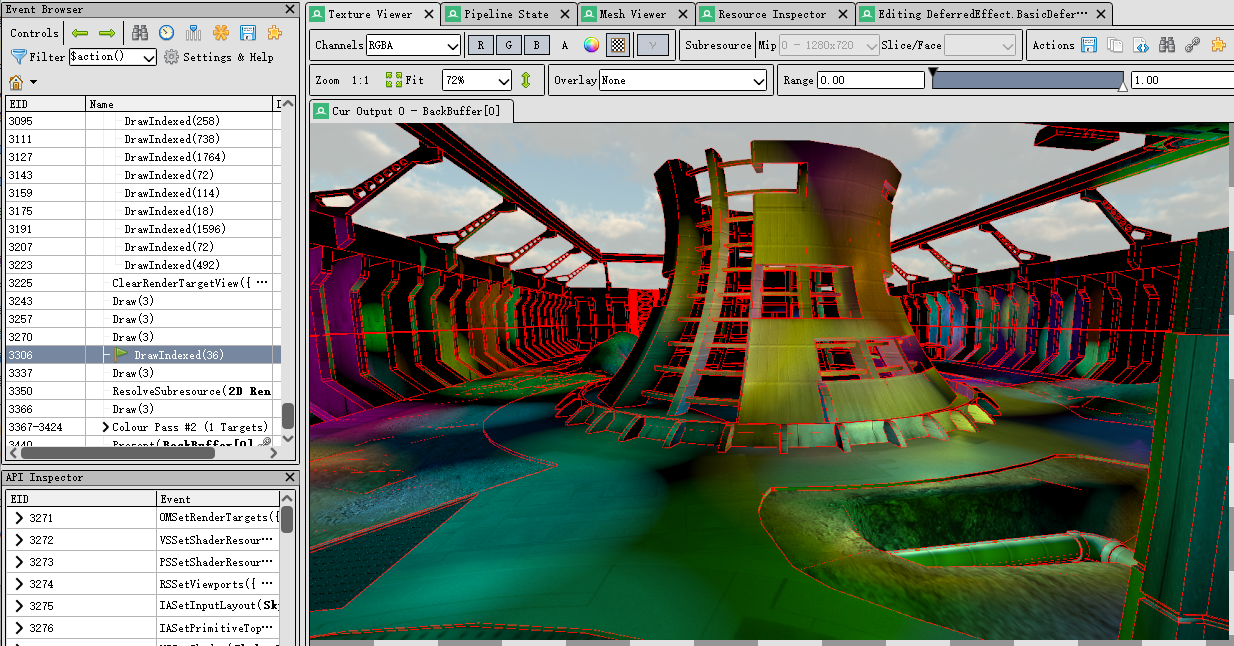 Event Browser
Controls
Filter $action() Settings & Help
EID Name
3095 DrawIndexed(258)
3111 DrawIndexed(738)
3127 DrawIndexed(1764)
3143 DrawIndexed(72)
3159 DrawIndexed(114)
3175 DrawIndexed(18)
3191 DrawIndexed(1596)
3207 DrawIndexed(72)
3223 DrawIndexed(492)
3225 ClearRenderTargetView({ ⋯
3243 Draw(3)
3257 Draw(3)
3270 Draw(3)
3306 DrawIndexed(36)
3337 Draw(3)
3350 ResolveSubresource(2D Ren
3366 Draw(3)
3367-3424 Colour Pass #2 (1 Targets)
3440 Present(BackBuffer[0]
API Inspector
EID Event
3271 OMSetRenderTargets({
3272 VSSetShaderResour⋯
3273 PSSetShaderResour⋯
3274 RSSetViewports({ ⋯
3275 IASetInputLayout(Sk
3276 IASetPrimitiveTop⋯
Texture Viewer Pipeline State Mesh Viewer Resource Inspector Editing DeferredEffect.BasicDefer⋯
Channels RGBA R G B A γ Subresource Mip 0 - 1280x720 Slice/Face Actions
Zoom 1:1 Fit 72% Overlay None Range 0.00 1.00
Cur Output 0 - BackBuffer[0]